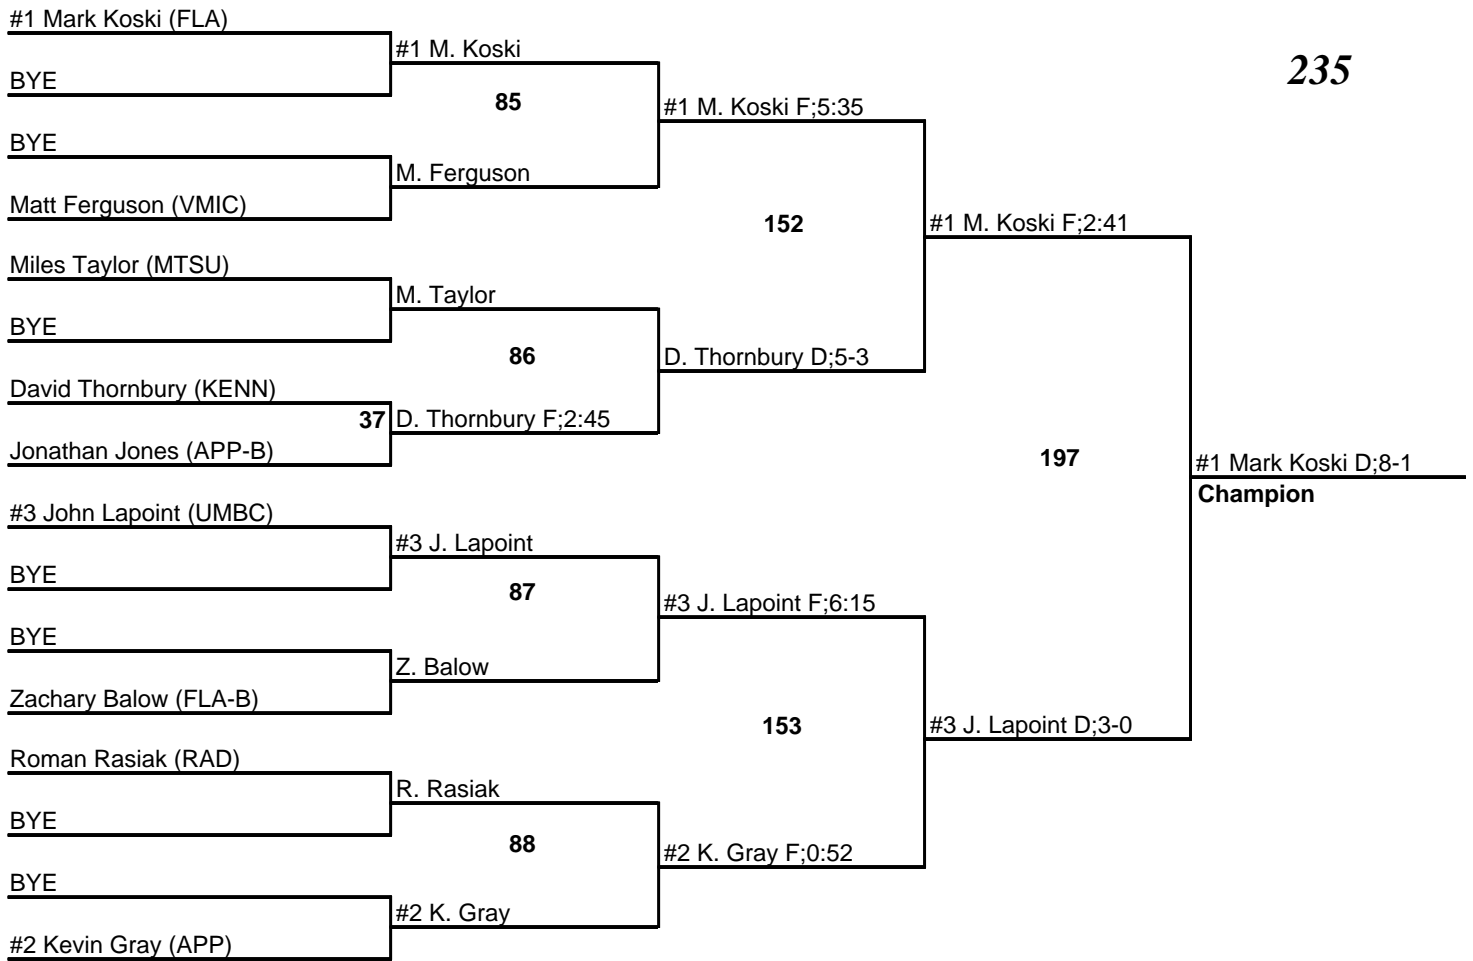 #1 Mark Koski (FLA)
#1 M. Koski
235
BYE
85
#1 M. Koski F;5:35
BYE
M. Ferguson
Matt Ferguson (VMIC)
152
#1 M. Koski F;2:41
Miles Taylor (MTSU)
M. Taylor
BYE
86
D. Thornbury D;5-3
David Thornbury (KENN)
37
D. Thornbury F;2:45
Jonathan Jones (APP-B)
197
#1 Mark Koski D;8-1
Champion
#3 John Lapoint (UMBC)
#3 J. Lapoint
BYE
87
#3 J. Lapoint F;6:15
BYE
Z. Balow
Zachary Balow (FLA-B)
153
#3 J. Lapoint D;3-0
Roman Rasiak (RAD)
R. Rasiak
BYE
88
#2 K. Gray F;0:52
BYE
#2 K. Gray
#2 Kevin Gray (APP)